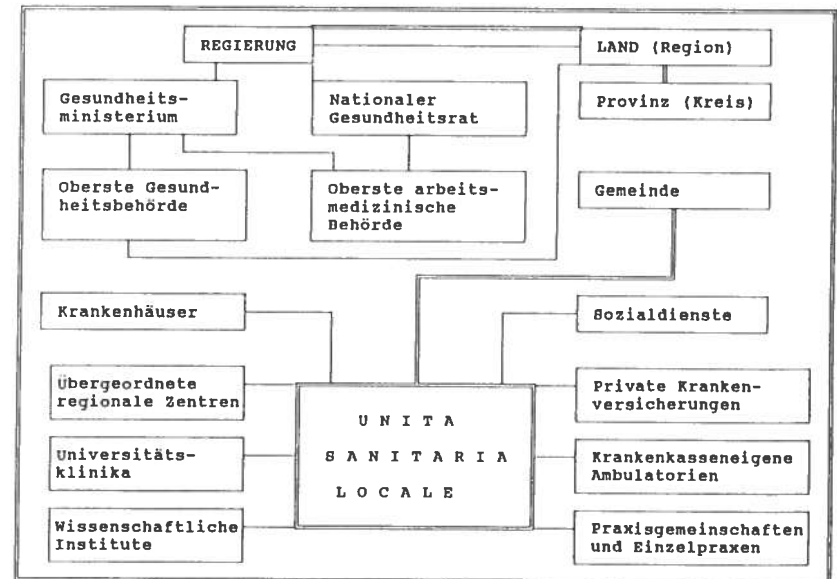 REGIERUNG
LAND (Region)
Gesundheits-
ministerium
Nationaler
Gesundheitsrat
Provinz (Kreis)
Oberste Gesund-
heitsbehörde
Oberste arbeits-
medizinische
Behörde
Gemeinde
Krankenhäuser
Sozialdienste
Übergeordnete
regionale Zentren
Private Kranken-
versicherungen
U N I T A
S A N I T A R I A
L O C A L E
Universitäts-
klinika
Krankenkasseneigene
Ambulatorien
Wissenschaftliche
Institute
Praxisgemeinschaften
und Einzelpraxen